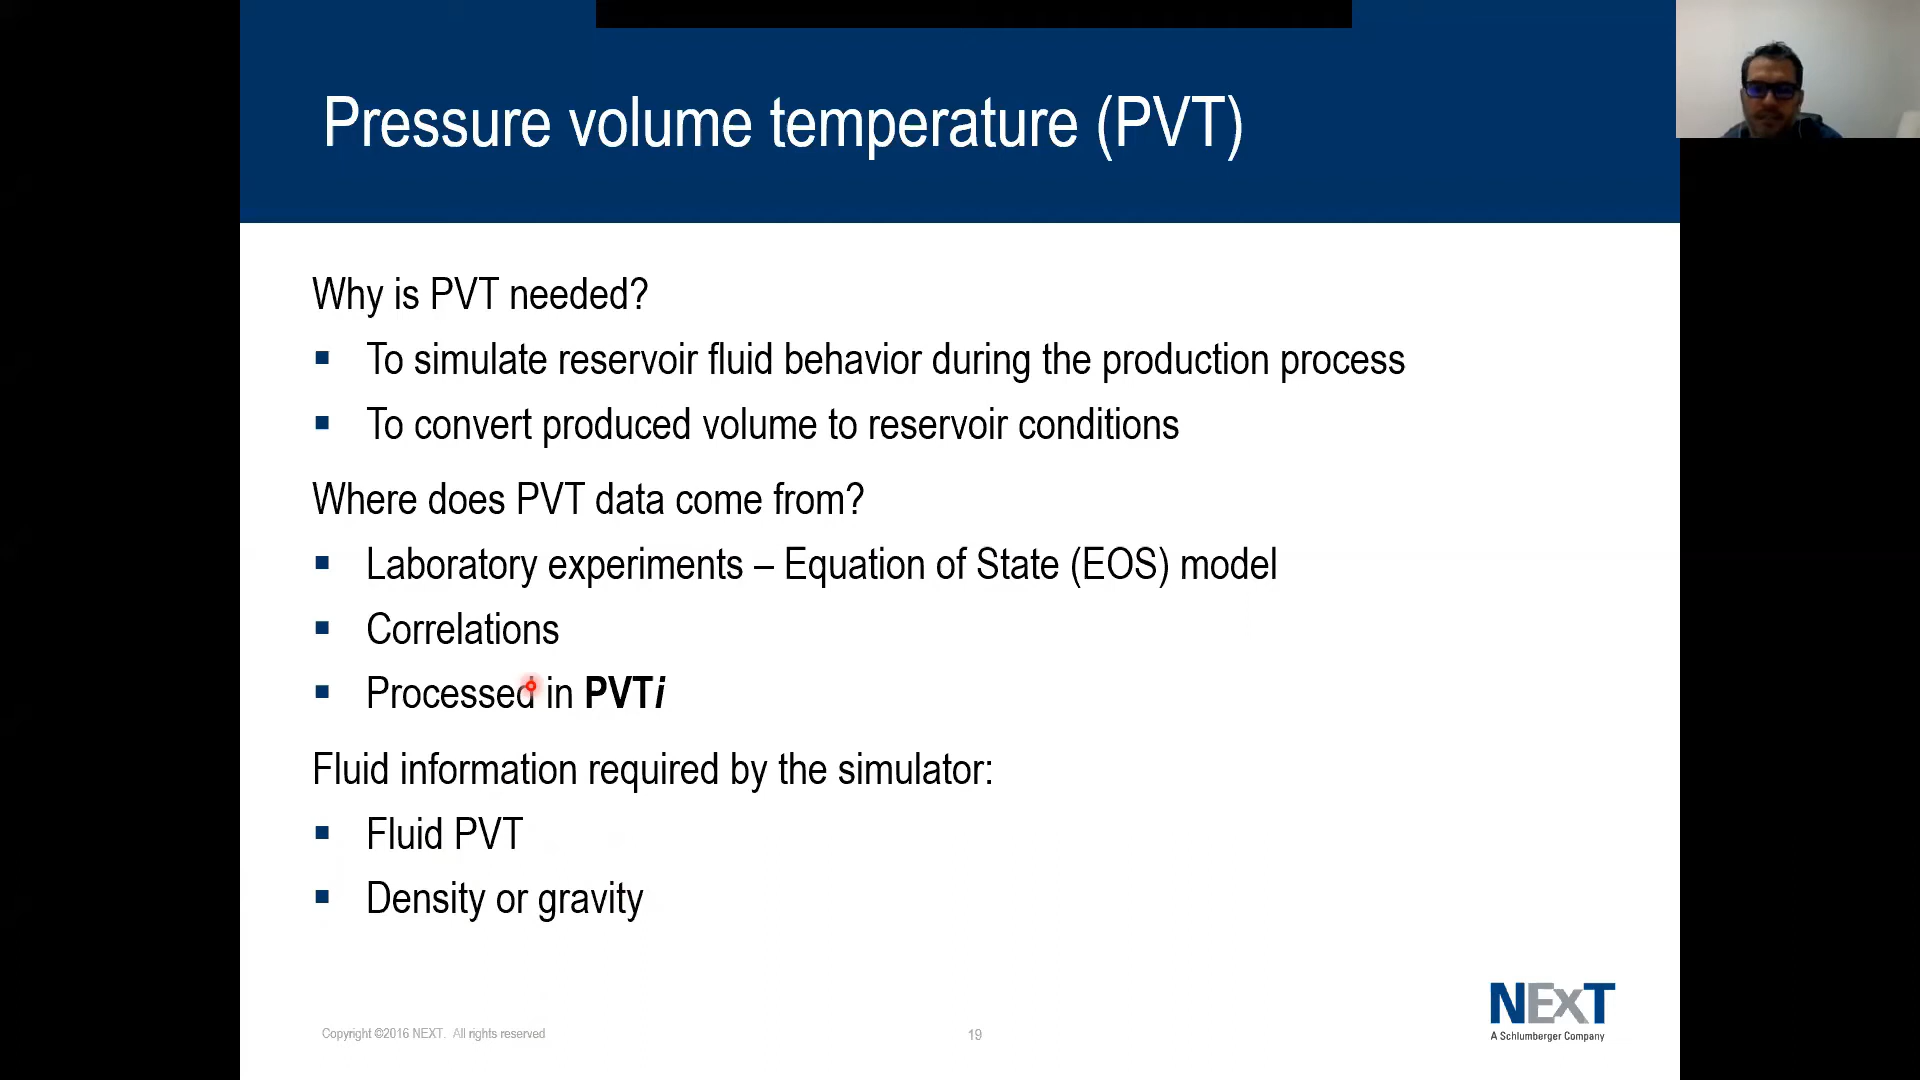 Pressure volume temperature (PVT)
Why is PVT needed?
▪ To simulate reservoir fluid behavior during the production process
▪ To convert produced volume to reservoir conditions
Where does PVT data come from?
▪ Laboratory experiments – Equation of State (EOS) model
▪ Correlations
▪ Processed in PVTi
Fluid information required by the simulator:
▪ Fluid PVT
▪ Density or gravity
Copyright ©2016 NEXT. All rights reserved
19
NExT
A Schlumberger Company